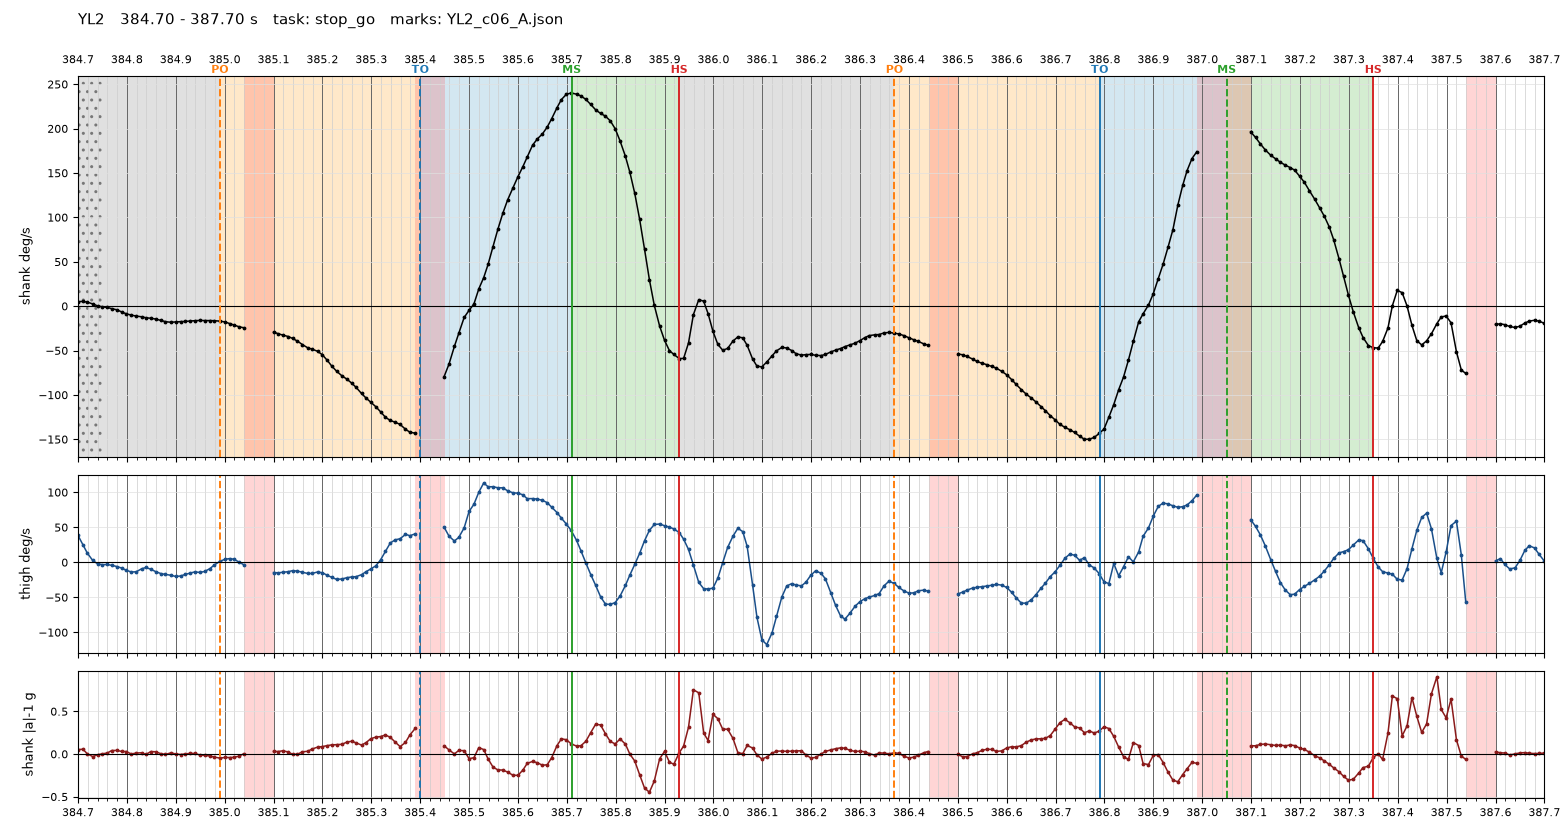 YL2   384.70 - 387.70 s   task: stop_go   marks: YL2_c06_A.json
384.7 384.8 384.9 385.0 385.1 385.2 385.3 385.4 385.5 385.6 385.7 385.8 385.9 386.0 386.1 386.2 386.3 386.4 386.5 386.6 386.7 386.8 386.9 387.0 387.1 387.2 387.3 387.4 387.5 387.6 387.7
PO TO MS HS PO TO MS HS
250
200
150
100
50
0
−50
−100
−150
shank deg/s
100
50
0
−50
−100
thigh deg/s
0.5
0.0
−0.5
shank |a|-1 g
384.7 384.8 384.9 385.0 385.1 385.2 385.3 385.4 385.5 385.6 385.7 385.8 385.9 386.0 386.1 386.2 386.3 386.4 386.5 386.6 386.7 386.8 386.9 387.0 387.1 387.2 387.3 387.4 387.5 387.6 387.7